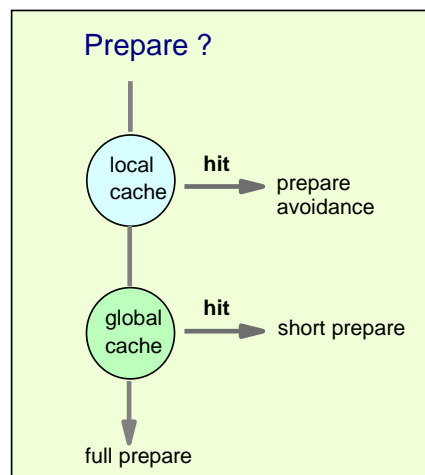 Prepare ?
local
cache
hit
prepare
avoidance
global
cache
hit
short prepare
full prepare